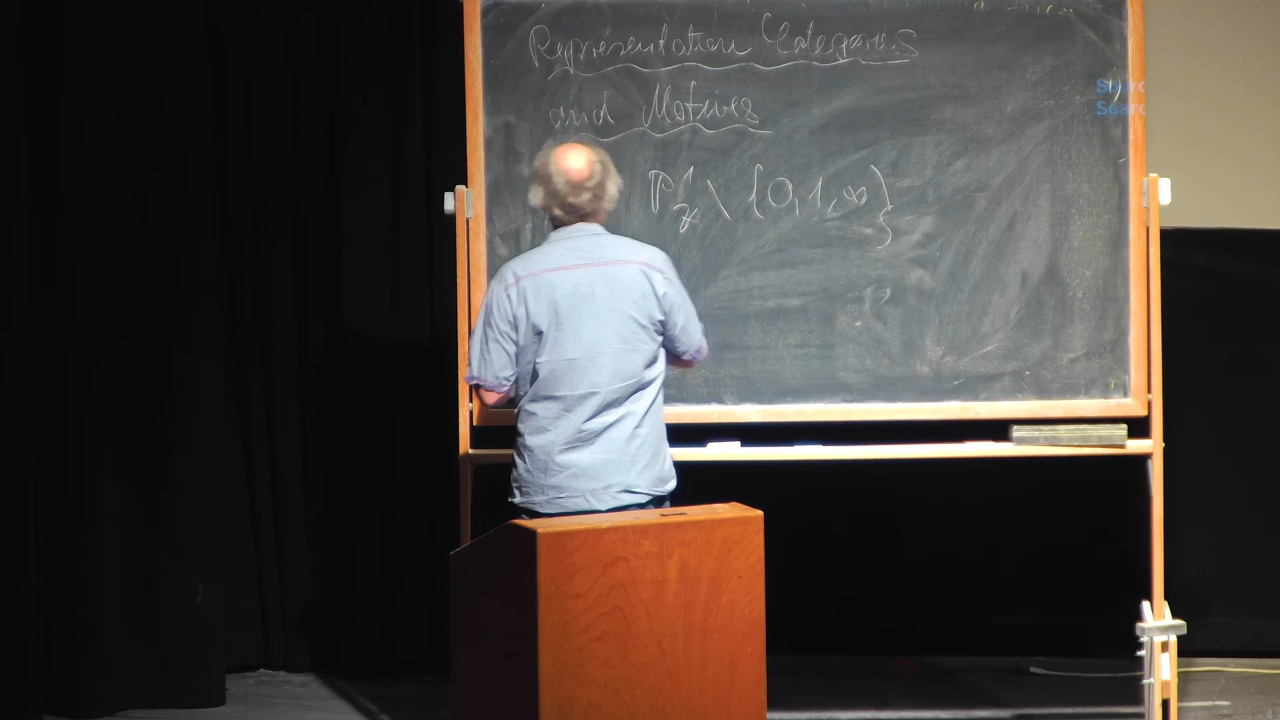 Representation Categories
and Motives
P¹_Z \ {0,1,∞}